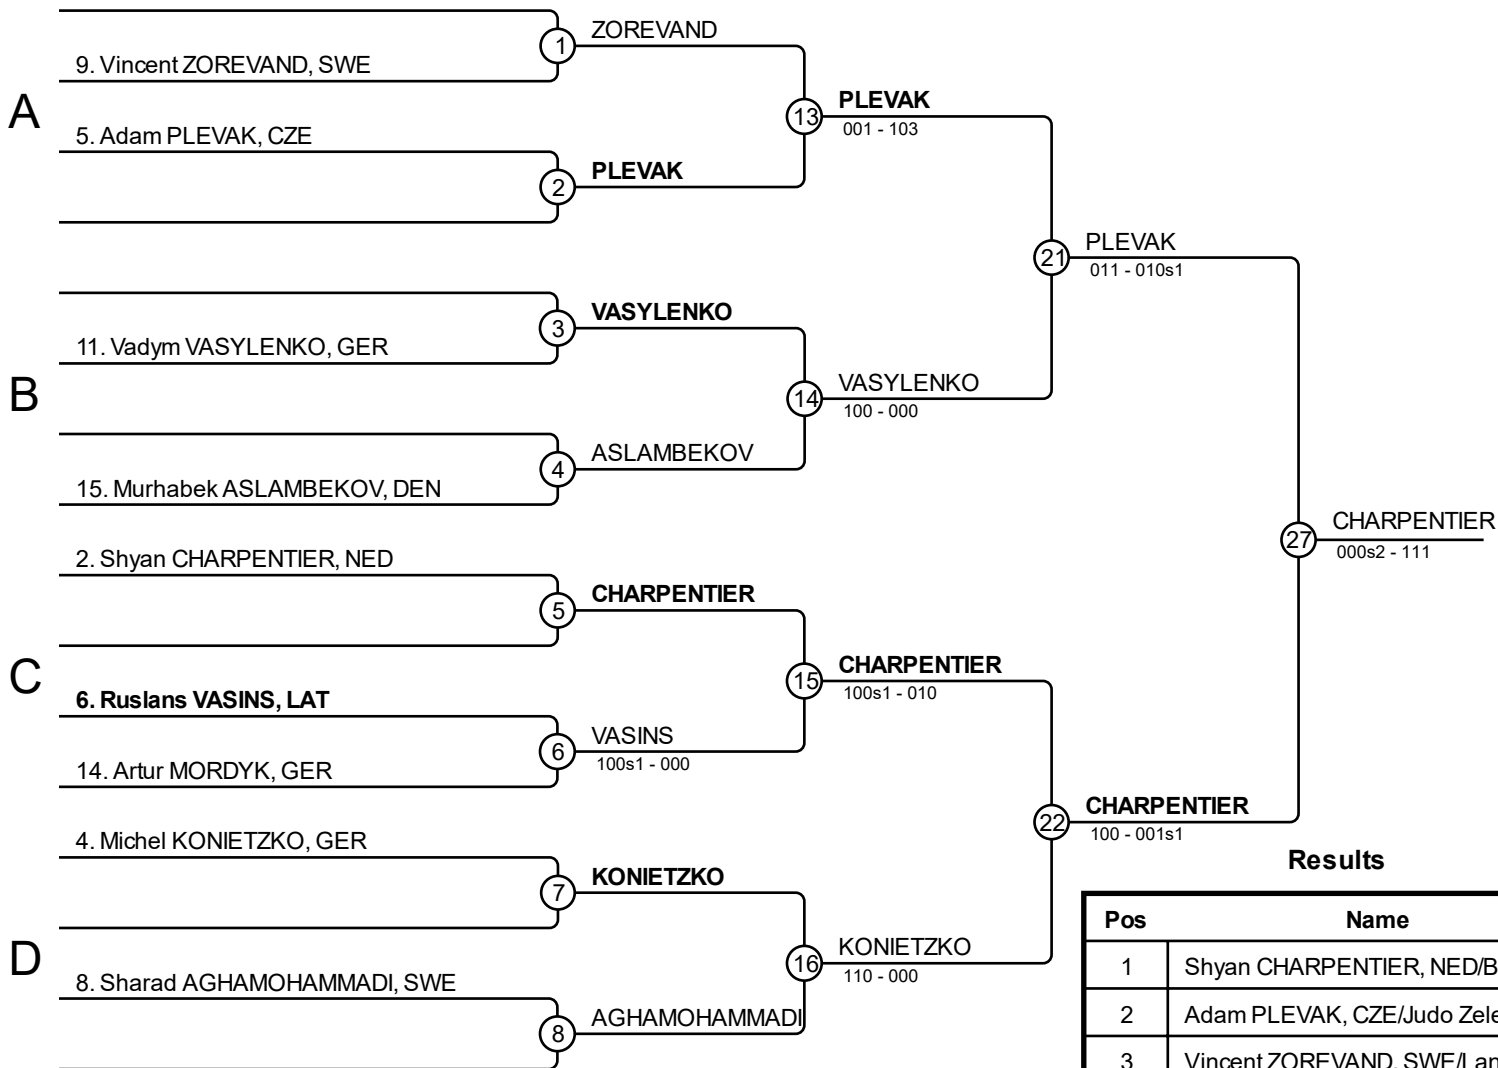 A
9. Vincent ZOREVAND, SWE
1
ZOREVAND
5. Adam PLEVAK, CZE
2
PLEVAK
13
PLEVAK
001 - 103
B
3
VASYLENKO
11. Vadym VASYLENKO, GER
14
VASYLENKO
100 - 000
4
ASLAMBEKOV
15. Murhabek ASLAMBEKOV, DEN
21
PLEVAK
011 - 010s1
C
2. Shyan CHARPENTIER, NED
5
CHARPENTIER
15
CHARPENTIER
100s1 - 010
6. Ruslans VASINS, LAT
6
VASINS
100s1 - 000
14. Artur MORDYK, GER
27
CHARPENTIER
000s2 - 111
D
4. Michel KONIETZKO, GER
7
KONIETZKO
16
KONIETZKO
110 - 000
8. Sharad AGHAMOHAMMADI, SWE
8
AGHAMOHAMMADI
22
CHARPENTIER
100 - 001s1
Results
Pos Name
1 Shyan CHARPENTIER, NED/B
2 Adam PLEVAK, CZE/Judo Zele
3 Vincent ZOREVAND, SWE/Lan